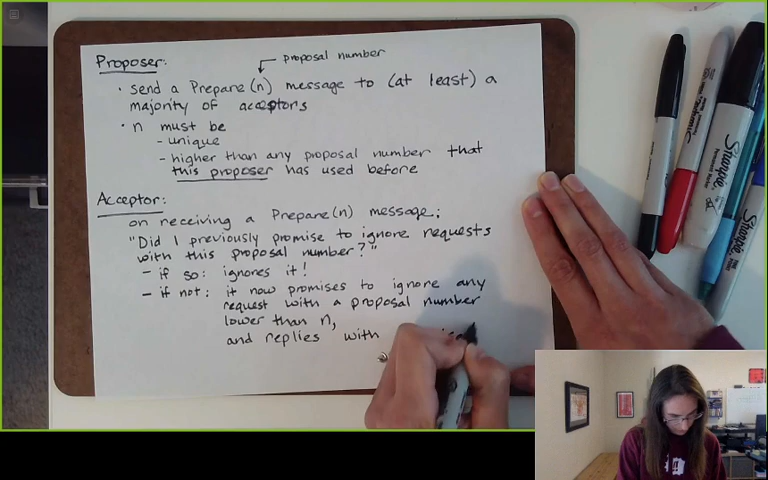 proposal number
Proposer:
· send a Prepare(n) message to (at least) a
majority of acceptors
· n must be
- unique
- higher than any proposal number that
this proposer has used before
Acceptor:
on receiving a Prepare(n) message:
"Did I previously promise to ignore requests
with this proposal number?"
- if so: ignores it!
- if not: it now promises to ignore any
request with a proposal number
lower than n,
and replies with
Sharpie
Sharpie